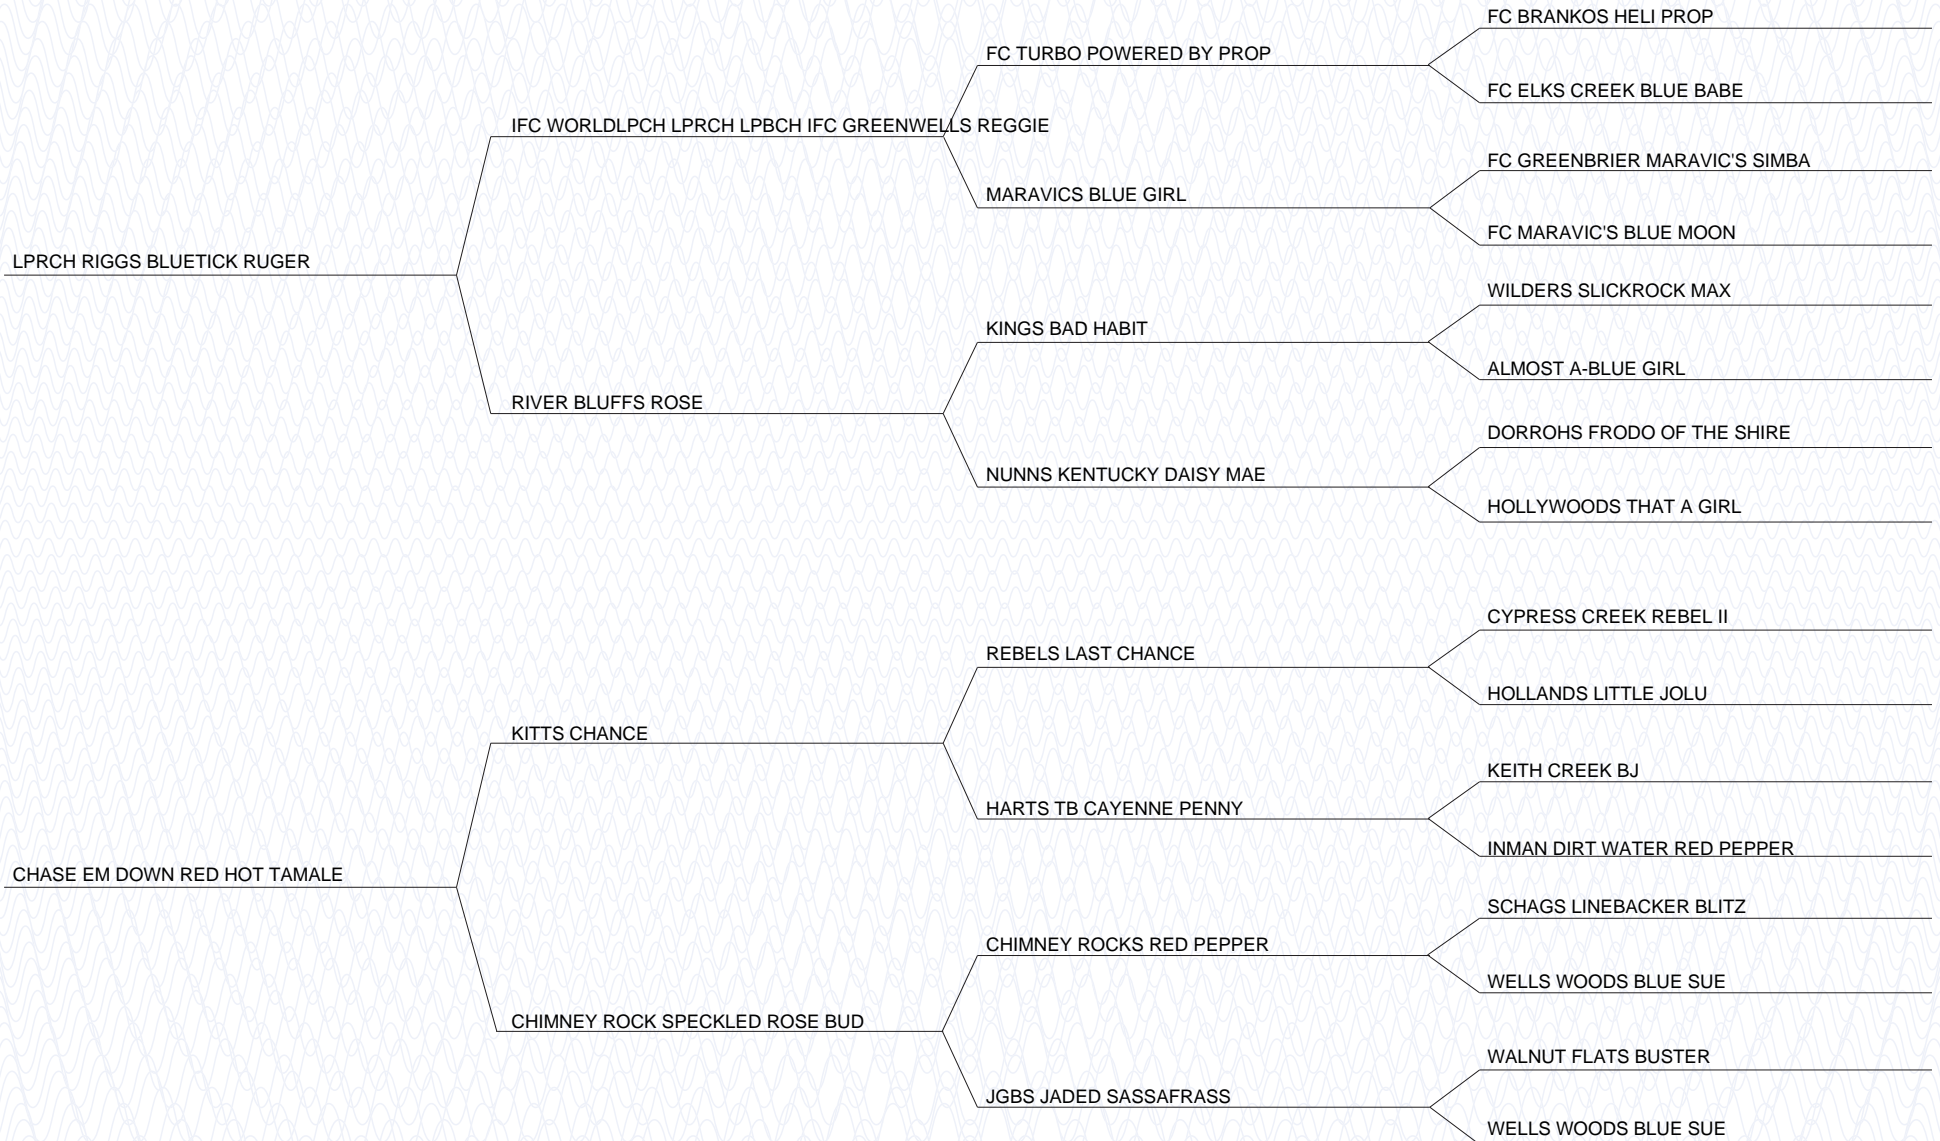 FC BRANKOS HELI PROP
FC TURBO POWERED BY PROP
FC ELKS CREEK BLUE BABE
IFC WORLDLPCH LPRCH LPBCH IFC GREENWELLS REGGIE
FC GREENBRIER MARAVIC'S SIMBA
MARAVICS BLUE GIRL
FC MARAVIC'S BLUE MOON
LPRCH RIGGS BLUETICK RUGER
WILDERS SLICKROCK MAX
KINGS BAD HABIT
ALMOST A-BLUE GIRL
RIVER BLUFFS ROSE
DORROHS FRODO OF THE SHIRE
NUNNS KENTUCKY DAISY MAE
HOLLYWOODS THAT A GIRL
CYPRESS CREEK REBEL II
REBELS LAST CHANCE
HOLLANDS LITTLE JOLU
KITTS CHANCE
KEITH CREEK BJ
HARTS TB CAYENNE PENNY
INMAN DIRT WATER RED PEPPER
CHASE EM DOWN RED HOT TAMALE
SCHAGS LINEBACKER BLITZ
CHIMNEY ROCKS RED PEPPER
WELLS WOODS BLUE SUE
CHIMNEY ROCK SPECKLED ROSE BUD
WALNUT FLATS BUSTER
JGBS JADED SASSAFRASS
WELLS WOODS BLUE SUE